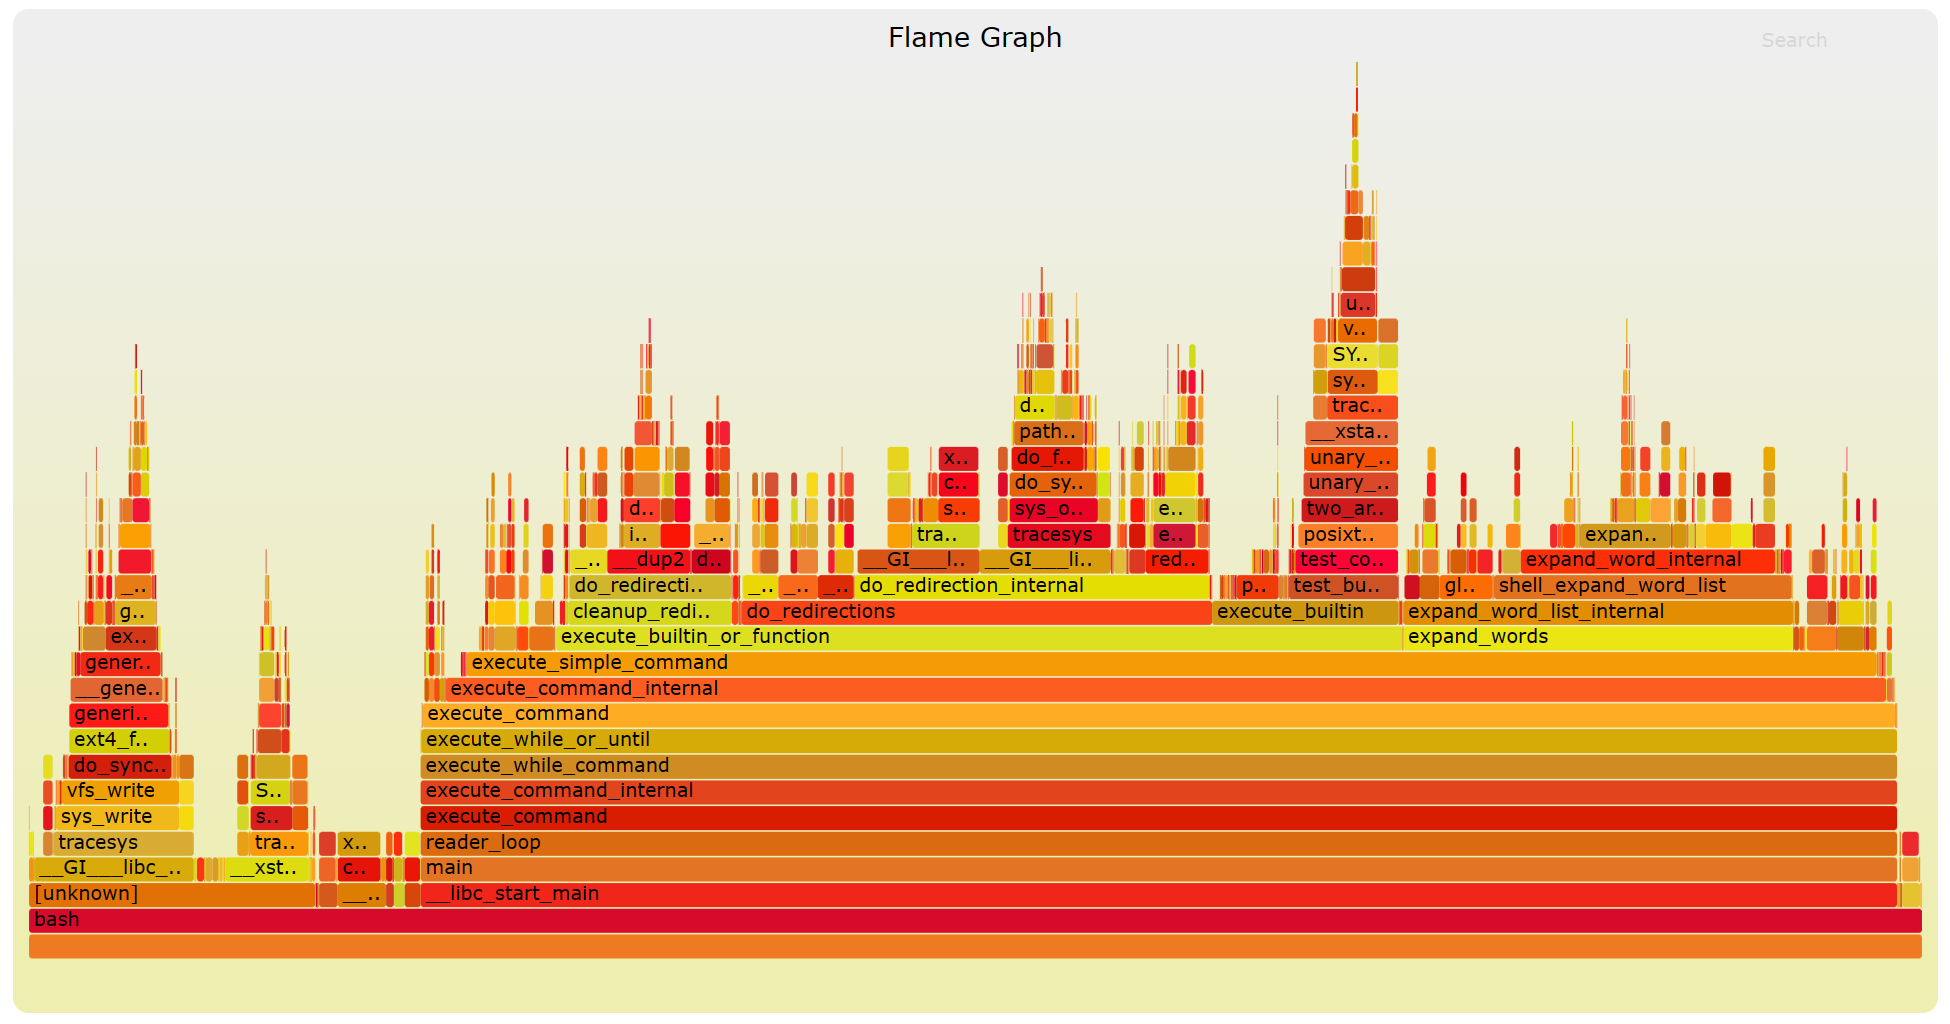 Flame Graph
Search
u..
v..
SY..
sy..
d.. trac..
path.. __xsta..
x.. do_f.. unary_..
c.. do_sy.. unary_..
d.. s.. sys_o.. e.. two_ar..
i.. _.. tra.. tracesys e.. posixt.. expan..
_.. __dup2 d.. __GI___l.. __GI___li.. red.. test_co.. expand_word_internal
_.. do_redirecti.. _.. _.. _.. do_redirection_internal p.. test_bu.. gl.. shell_expand_word_list
g.. cleanup_redi.. do_redirections execute_builtin expand_word_list_internal
ex.. execute_builtin_or_function expand_words
gener.. execute_simple_command
__gene.. execute_command_internal
generi.. execute_command
ext4_f.. execute_while_or_until
do_sync.. execute_while_command
vfs_write S.. execute_command_internal
sys_write s.. execute_command
tracesys tra.. x.. reader_loop
__GI___libc_.. __xst.. c.. main
[unknown] __.. __libc_start_main
bash